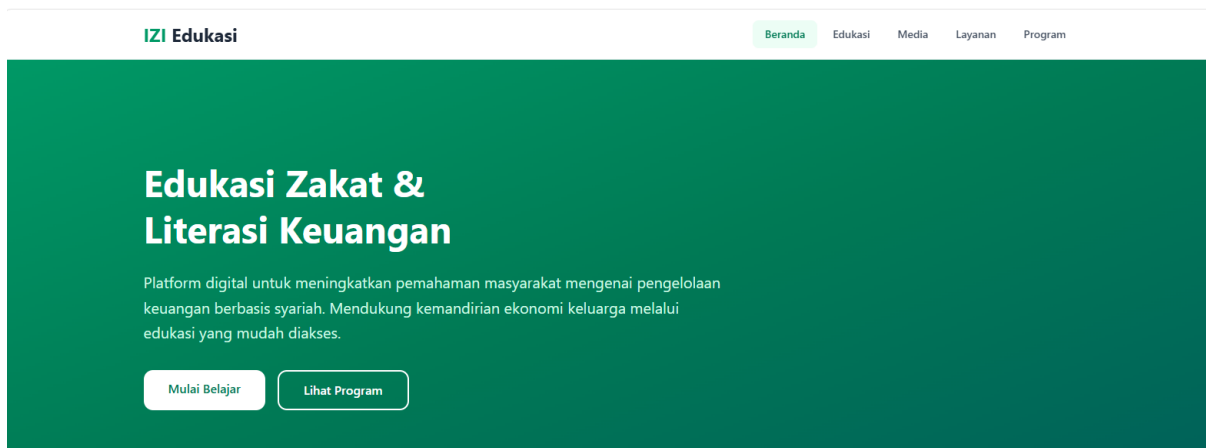 IZI Edukasi
Beranda
Edukasi
Media
Layanan
Program
Edukasi Zakat &
Literasi Keuangan
Platform digital untuk meningkatkan pemahaman masyarakat mengenai pengelolaan
keuangan berbasis syariah. Mendukung kemandirian ekonomi keluarga melalui
edukasi yang mudah diakses.
Mulai Belajar
Lihat Program